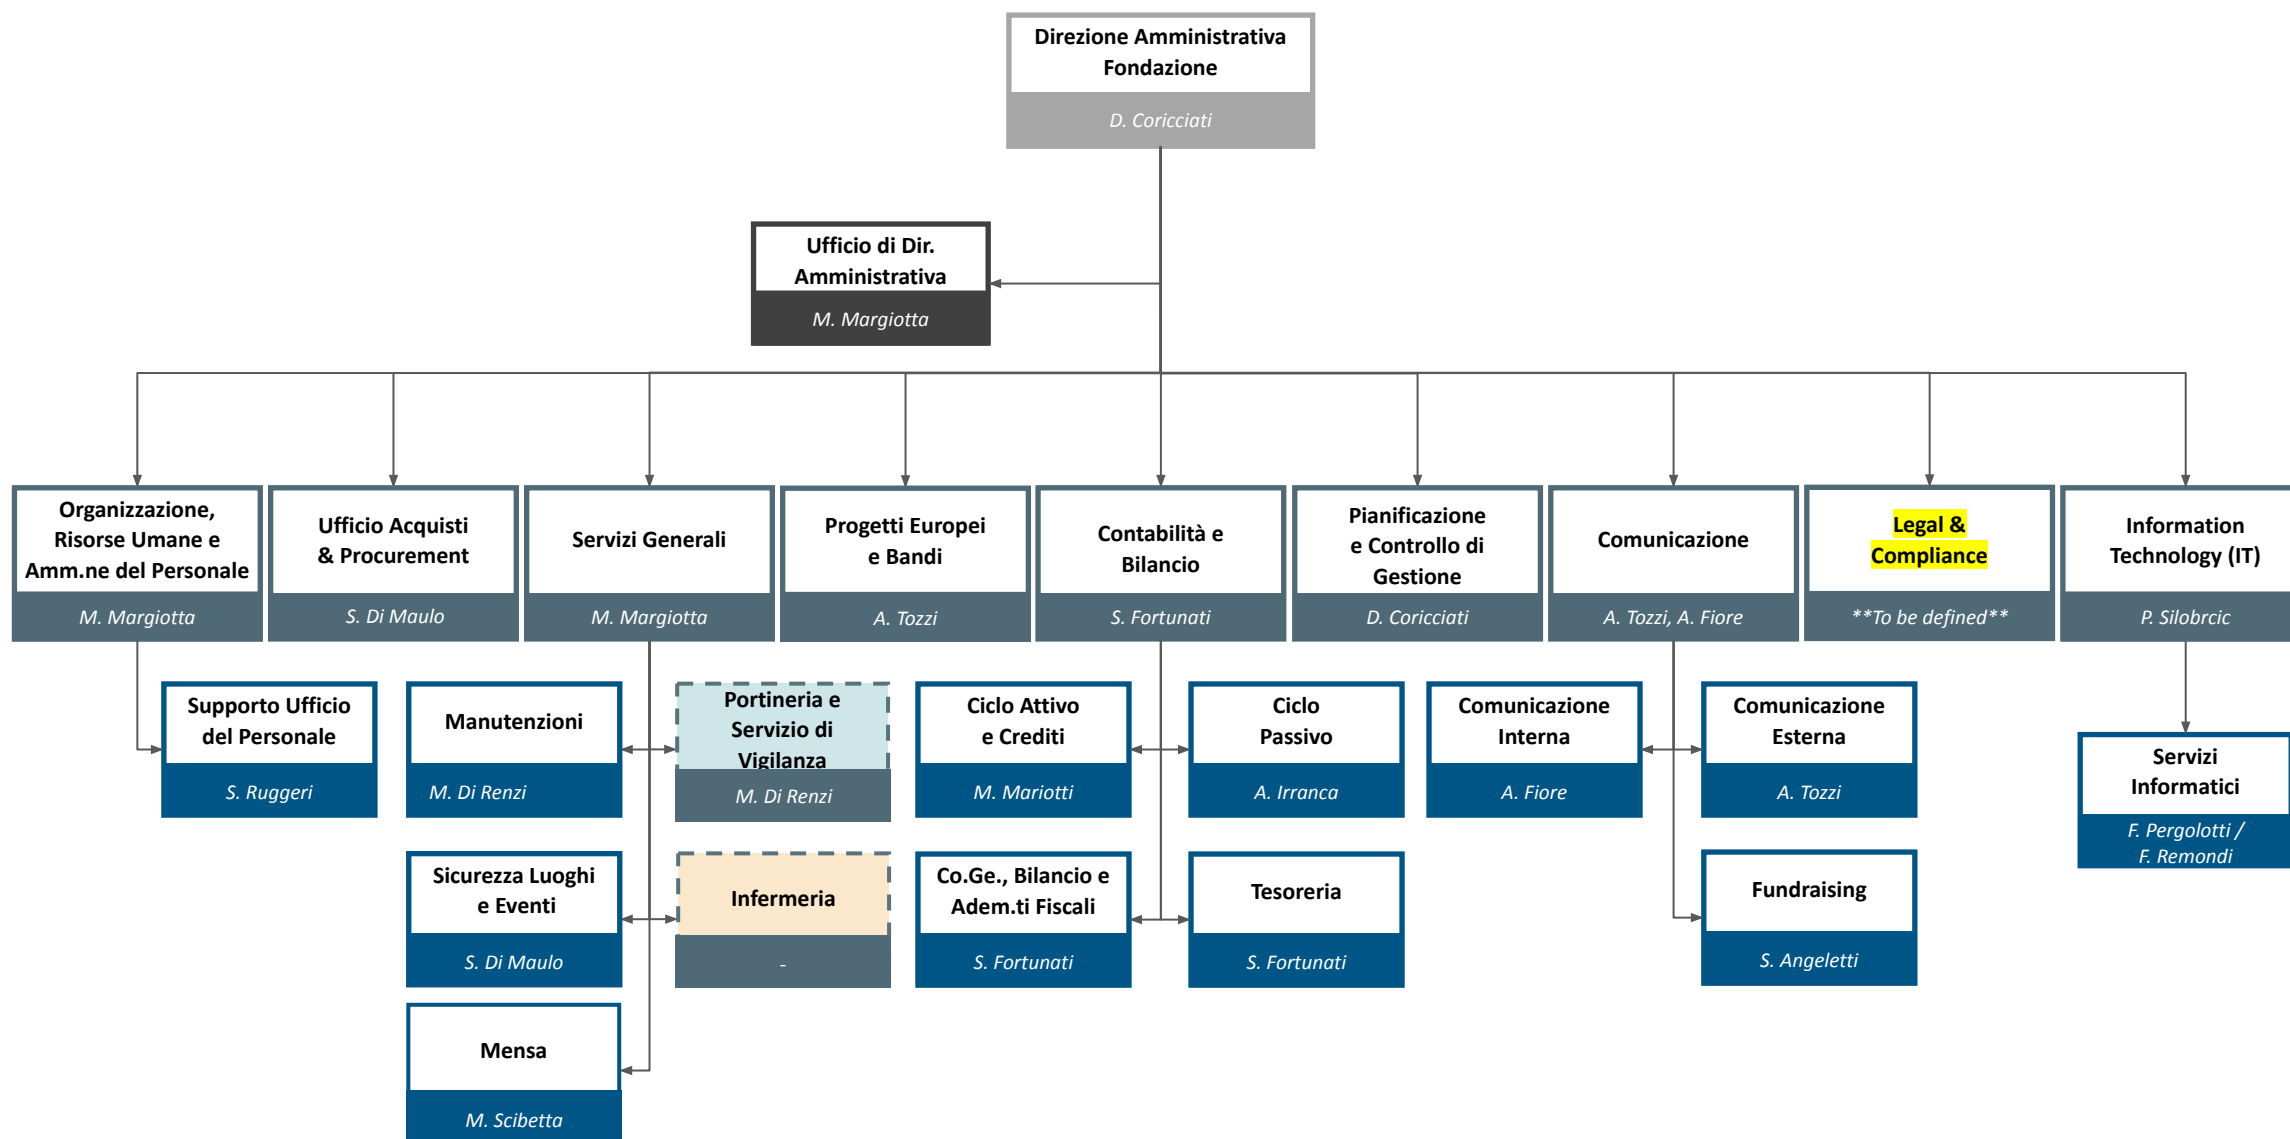 Direzione Amministrativa
Fondazione
D. Coricciati
Ufficio di Dir.
Amministrativa
M. Margiotta
Organizzazione,
Risorse Umane e
Amm.ne del Personale
M. Margiotta
Ufficio Acquisti
& Procurement
S. Di Maulo
Servizi Generali
M. Margiotta
Progetti Europei
e Bandi
A. Tozzi
Contabilità e
Bilancio
S. Fortunati
Pianificazione
e Controllo di
Gestione
D. Coricciati
Comunicazione
A. Tozzi, A. Fiore
Legal &
Compliance
**To be defined**
Information
Technology (IT)
P. Silobrcic
Supporto Ufficio
del Personale
S. Ruggeri
Manutenzioni
M. Di Renzi
Portineria e
Servizio di
Vigilanza
M. Di Renzi
Ciclo Attivo
e Crediti
M. Mariotti
Ciclo
Passivo
A. Irranca
Comunicazione
Interna
A. Fiore
Comunicazione
Esterna
A. Tozzi
Servizi
Informatici
F. Pergolotti /
F. Remondi
Sicurezza Luoghi
e Eventi
S. Di Maulo
Infermeria
-
Co.Ge., Bilancio e
Adem.ti Fiscali
S. Fortunati
Tesoreria
S. Fortunati
Fundraising
S. Angeletti
Mensa
M. Scibetta